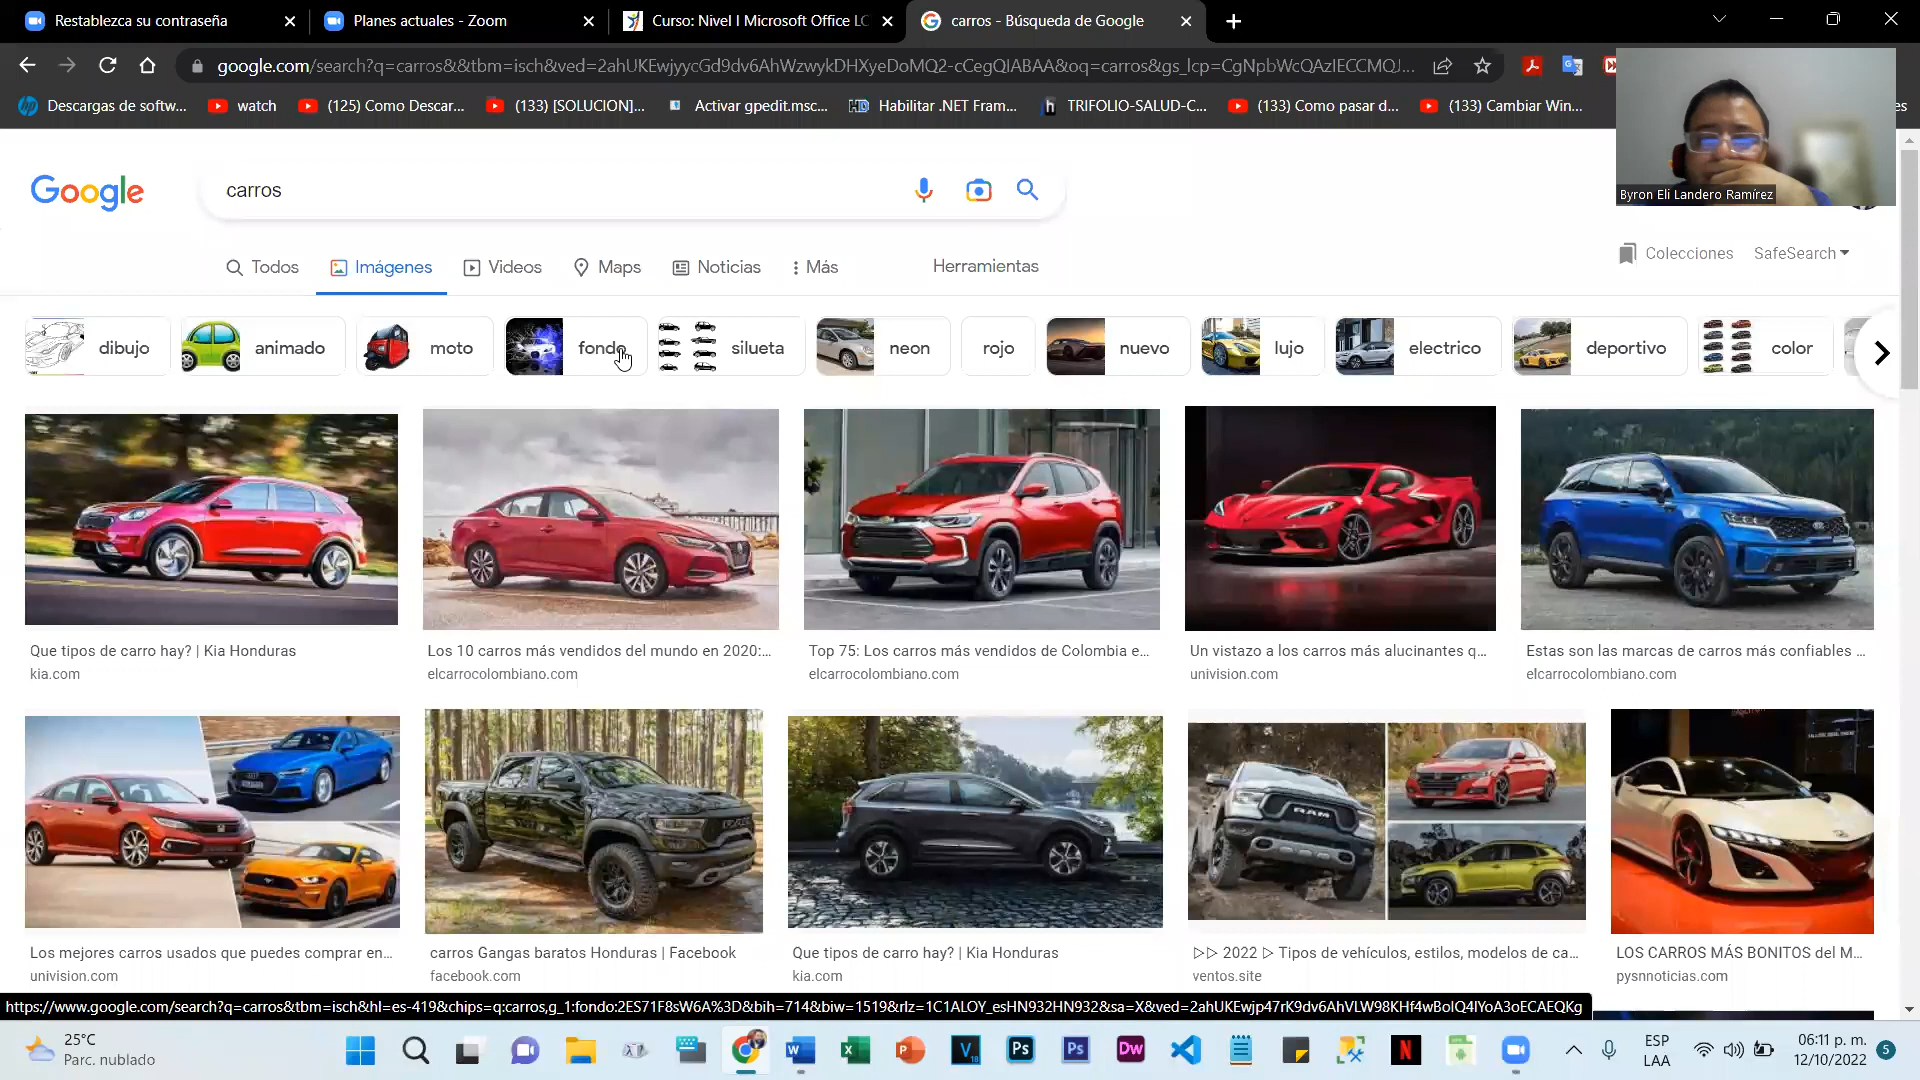 Restablezca su contraseña
Planes actuales - Zoom
Curso: Nivel I Microsoft Office LC
carros - Búsqueda de Google
google.com/search?q=carros&&tbm=isch&ved=2ahUKEwjyycGd9dv6AhWzwykDHXyeDoMQ2-cCegQIABAA&oq=carros&gs_lcp=CgNpbWcQAzIECCMQJ...
Descargas de softw...
watch
(125) Como Descar...
(133) [SOLUCION]...
Activar gpedit.msc...
Habilitar .NET Fram...
TRIFOLIO-SALUD-C...
(133) Como pasar d...
(133) Cambiar Win...
es
Byron Eli Landero Ramírez
Google
carros
Todos
Imágenes
Videos
Maps
Noticias
Más
Herramientas
Colecciones
SafeSearch
dibujo
animado
moto
fondo
silueta
neon
rojo
nuevo
lujo
electrico
deportivo
color
Que tipos de carro hay? | Kia Honduras
kia.com
Los 10 carros más vendidos del mundo en 2020:...
elcarrocolombiano.com
Top 75: Los carros más vendidos de Colombia e...
elcarrocolombiano.com
Un vistazo a los carros más alucinantes q...
univision.com
Estas son las marcas de carros más confiables ...
elcarrocolombiano.com
RAM
RAM
Los mejores carros usados que puedes comprar en...
univision.com
carros Gangas baratos Honduras | Facebook
facebook.com
Que tipos de carro hay? | Kia Honduras
kia.com
▷▷ 2022 ▷ Tipos de vehículos, estilos, modelos de ca...
ventos.site
LOS CARROS MÁS BONITOS del M...
pysnnoticias.com
https://www.google.com/search?q=carros&tbm=isch&hl=es-419&chips=q:carros,g_1:fondo:2ES71F8sW6A%3D&bih=714&biw=1519&rlz=1C1ALOY_esHN932HN932&sa=X&ved=2ahUKEwjp47rK9dv6AhVLW98KHf4wBoIQ4lYoA3oECAEQKg
25°C
Parc. nublado
ESP
LAA
06:11 p. m.
12/10/2022
5